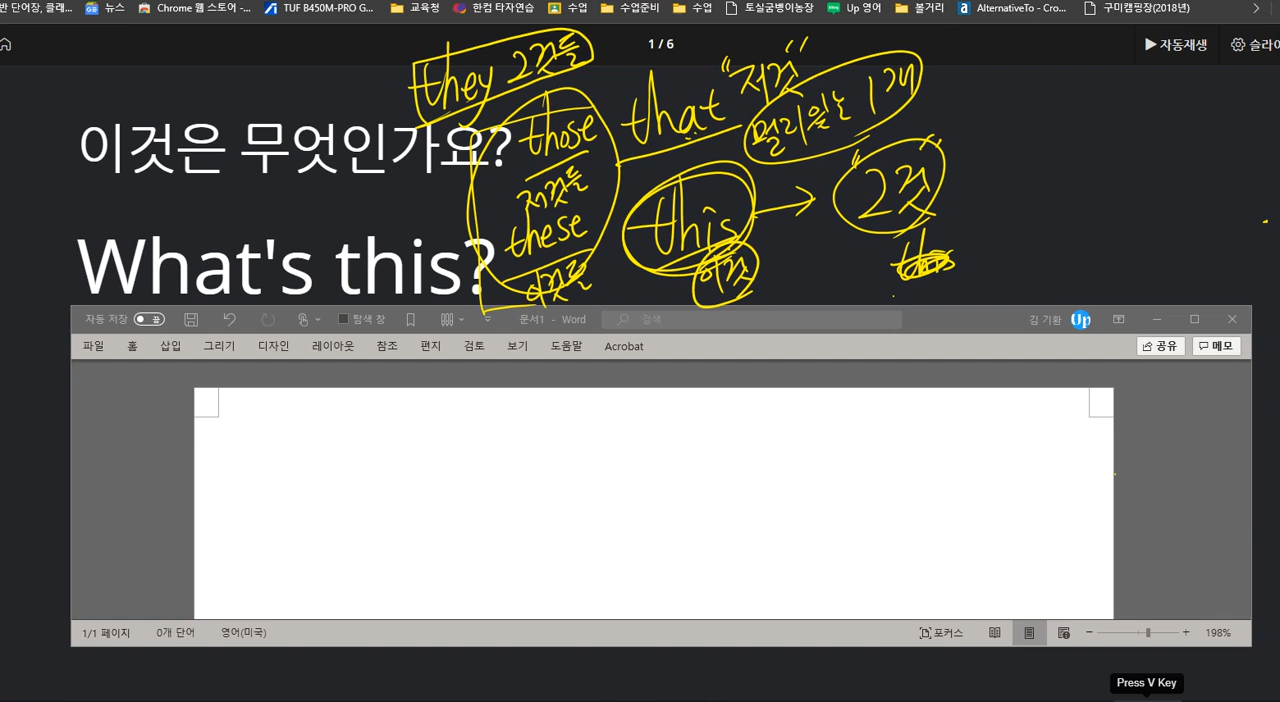 반 단어장, 클래... 뉴스 Chrome 웹 스토어 -... TUF B450M-PRO G... 교육청 한컴 타자연습 수업 수업준비 수업 토실굼벵이농장 Up 영어 볼거리 AlternativeTo - Cro... 구미캠핑장(2018년)
1 / 6
자동재생
슬라이
they 그것들
that "저것"
멀리 있는 1개
those
저것들
these
이것들
this
이것
"그것"
이것은 무엇인가요?
What's this?
자동 저장 끔 탐색 창 문서1 - Word 검색 김 기환 Up
파일 홈 삽입 그리기 디자인 레이아웃 참조 편지 검토 보기 도움말 Acrobat 공유 메모
1/1 페이지 0개 단어 영어(미국) 포커스 198%
Press V Key